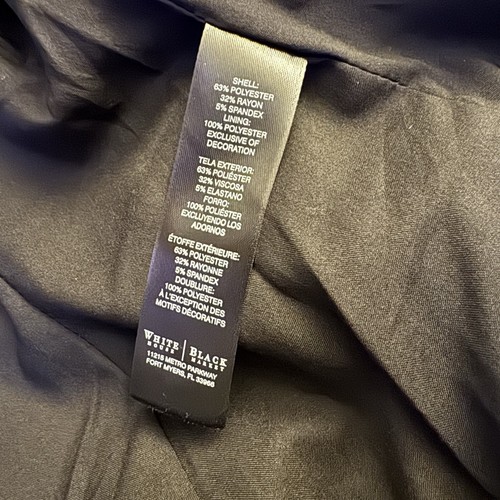 SHELL:
63% POLYESTER
32% RAYON
5% SPANDEX
LINING:
100% POLYESTER
EXCLUSIVE OF
DECORATION
TELA EXTERIOR:
63% POLIÉSTER
32% VISCOSA
5% ELASTANO
FORRO:
100% POLIÉSTER
EXCLUYENDO LOS
ADORNOS
ÉTOFFE EXTÉRIEURE:
63% POLYESTER
32% RAYONNE
5% SPANDEX
DOUBLURE:
100% POLYESTER
À L'EXCEPTION DES
MOTIFS DÉCORATIFS
WHITE | BLACK
HOUSE | MARKET
11215 METRO PARKWAY
FORT MYERS, FL 33966